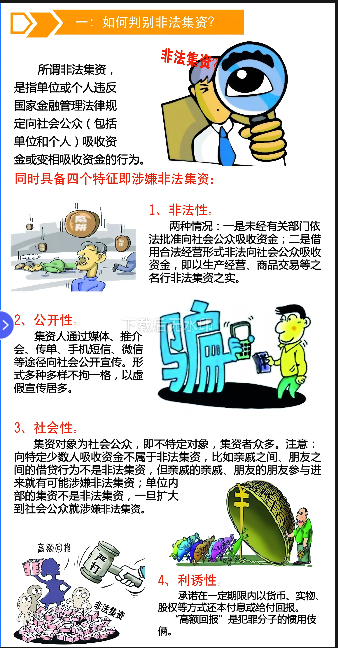 一：如何判别非法集资？
非法集资？
所谓非法集资，
是指单位或个人违反
国家金融管理法律规
定向社会公众（包括
单位和个人）吸收资
金或变相吸收资金的行为。
同时具备四个特征即涉嫌非法集资：
1、非法性。
两种情况：一是未经有关部门依
法批准向社会公众吸收资金；二是借
用合法经营形式非法向社会公众吸收
资金，即以生产经营、商品交易等之
名行非法集资之实。
2、公开性。
集资人通过媒体、推介
会、传单、手机短信、微信
等途径向社会公开宣传。形
式多种多样不拘一格，以虚
假宣传居多。
骗
3、社会性。
集资对象为社会公众，即不特定对象，集资者众多。注意：
向特定少数人吸收资金不属于非法集资，比如亲戚之间、朋友之
间的借贷行为不是非法集资，但亲戚的亲戚、朋友的朋友参与进
来就有可能涉嫌非法集资；单位内
部的集资不是非法集资，一旦扩大
到社会公众就涉嫌非法集资。
高额回报
严打
非法集资
4、利诱性。
承诺在一定期限内以货币、实物、
股权等方式还本付息或给付回报。
“高额回报”是犯罪分子的惯用伎
俩。